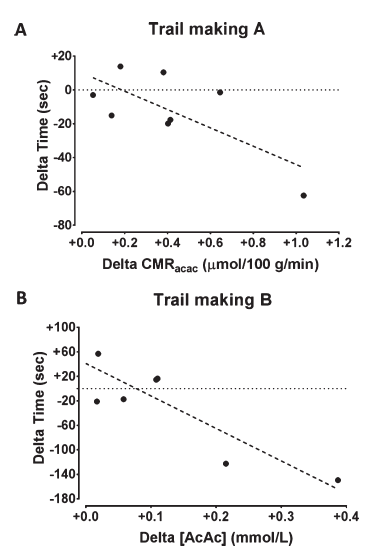 A
Trail making A
Delta Time (sec)
+20
0
-20
-40
-60
-80
+0.0 +0.2 +0.4 +0.6 +0.8 +1.0 +1.2
Delta CMRacac (μmol/100 g/min)
B
Trail making B
Delta Time (sec)
+100
+60
+20
-20
-60
-100
-140
-180
+0.0 +0.1 +0.2 +0.3 +0.4
Delta [AcAc] (mmol/L)